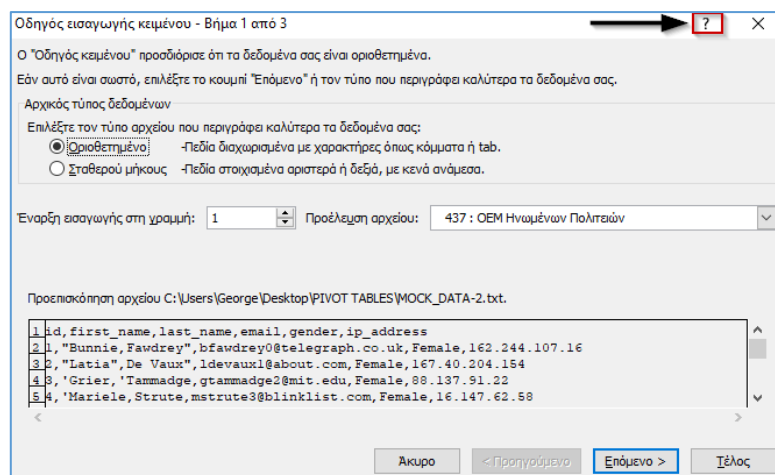 Οδηγός εισαγωγής κειμένου - Βήμα 1 από 3 ?
Ο "Οδηγός κειμένου" προσδιόρισε ότι τα δεδομένα σας είναι οριοθετημένα.
Εάν αυτό είναι σωστό, επιλέξτε το κουμπί "Επόμενο" ή τον τύπο που περιγράφει καλύτερα τα δεδομένα σας.
Αρχικός τύπος δεδομένων
Επιλέξτε τον τύπο αρχείου που περιγράφει καλύτερα τα δεδομένα σας:
Οριοθετημένο -Πεδία διαχωρισμένα με χαρακτήρες όπως κόμματα ή tab.
Σταθερού μήκους -Πεδία στοιχισμένα αριστερά ή δεξιά, με κενά ανάμεσα.
Έναρξη εισαγωγής στη γραμμή: 1 Προέλευση αρχείου: 437 : OEM Ηνωμένων Πολιτειών
Προεπισκόπηση αρχείου C:\Users\George\Desktop\PIVOT TABLES\MOCK_DATA-2.txt.
1 id,first_name,last_name,email,gender,ip_address
2 1,"Bunnie,Fawdrey",bfawdrey0@telegraph.co.uk,Female,162.244.107.16
3 2,"Latia",De Vaux",ldevaux1@about.com,Female,167.40.204.154
4 3,'Grier,'Tammadge,gtammadge2@mit.edu,Female,88.137.91.22
5 4,'Mariele,Strute,mstrute3@blinklist.com,Female,16.147.62.58
Άκυρο < Προηγούμενο Επόμενο > Τέλος